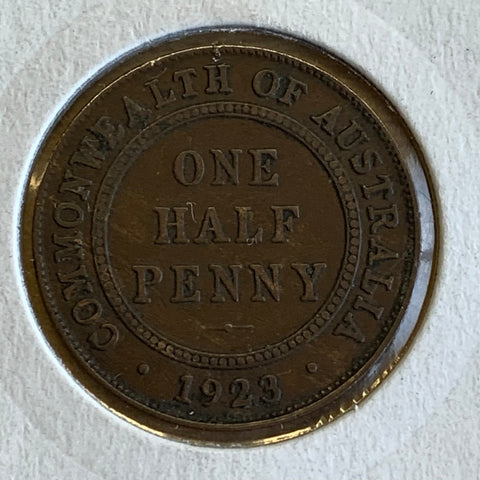 COMMONWEALTH OF AUSTRALIA
ONE
HALF
PENNY
· 1923 ·